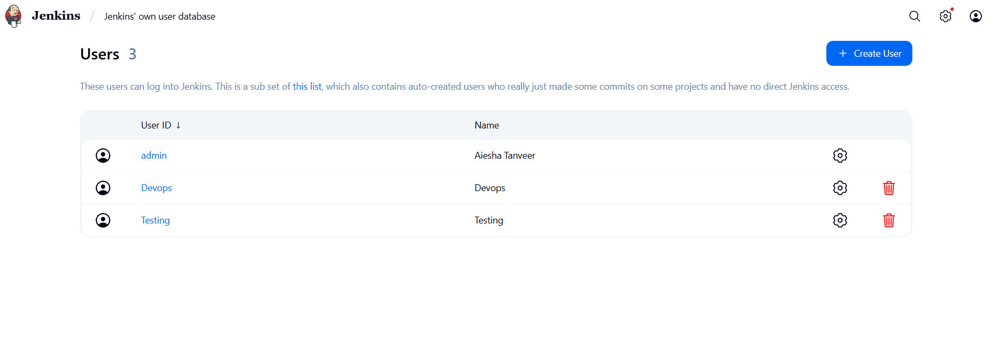 Jenkins / Jenkins’ own user database
Users 3
+ Create User
These users can log into Jenkins. This is a sub set of this list, which also contains auto-created users who really just made some commits on some projects and have no direct Jenkins access.
User ID ↓ Name
admin Aiesha Tanveer
Devops Devops
Testing Testing